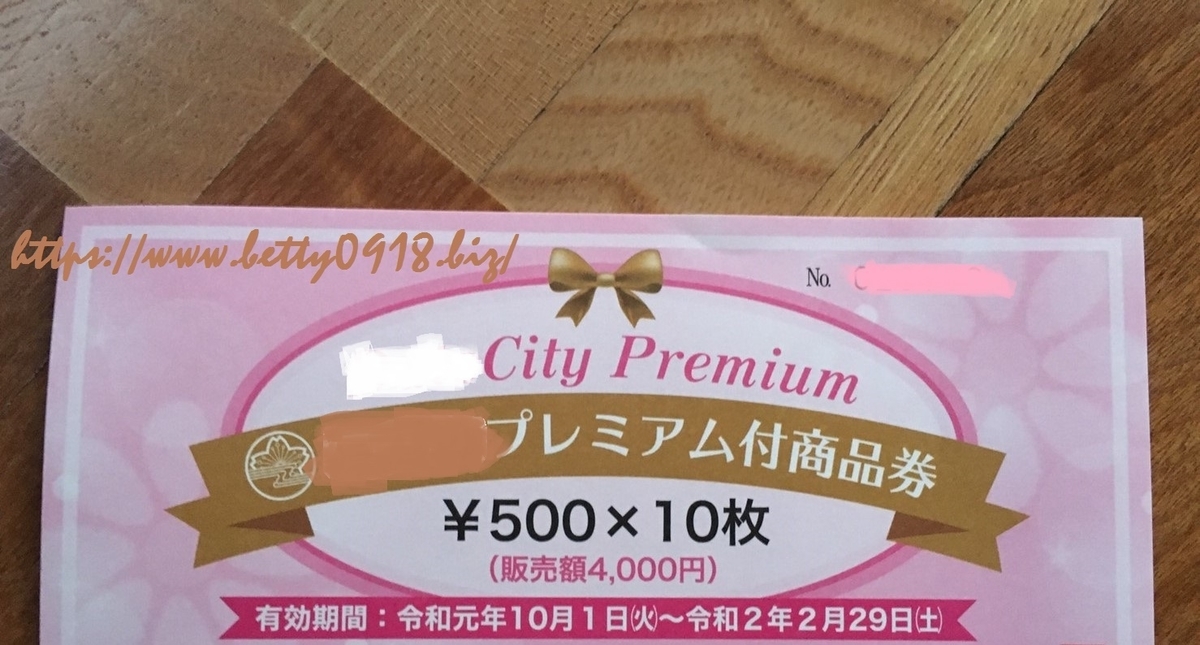 https://www.betty0918.biz/
No.
City Premium
プレミアム付商品券
￥500×10枚
（販売額4,000円）
有効期間：令和元年10月1日㈫〜令和2年2月29日㈯